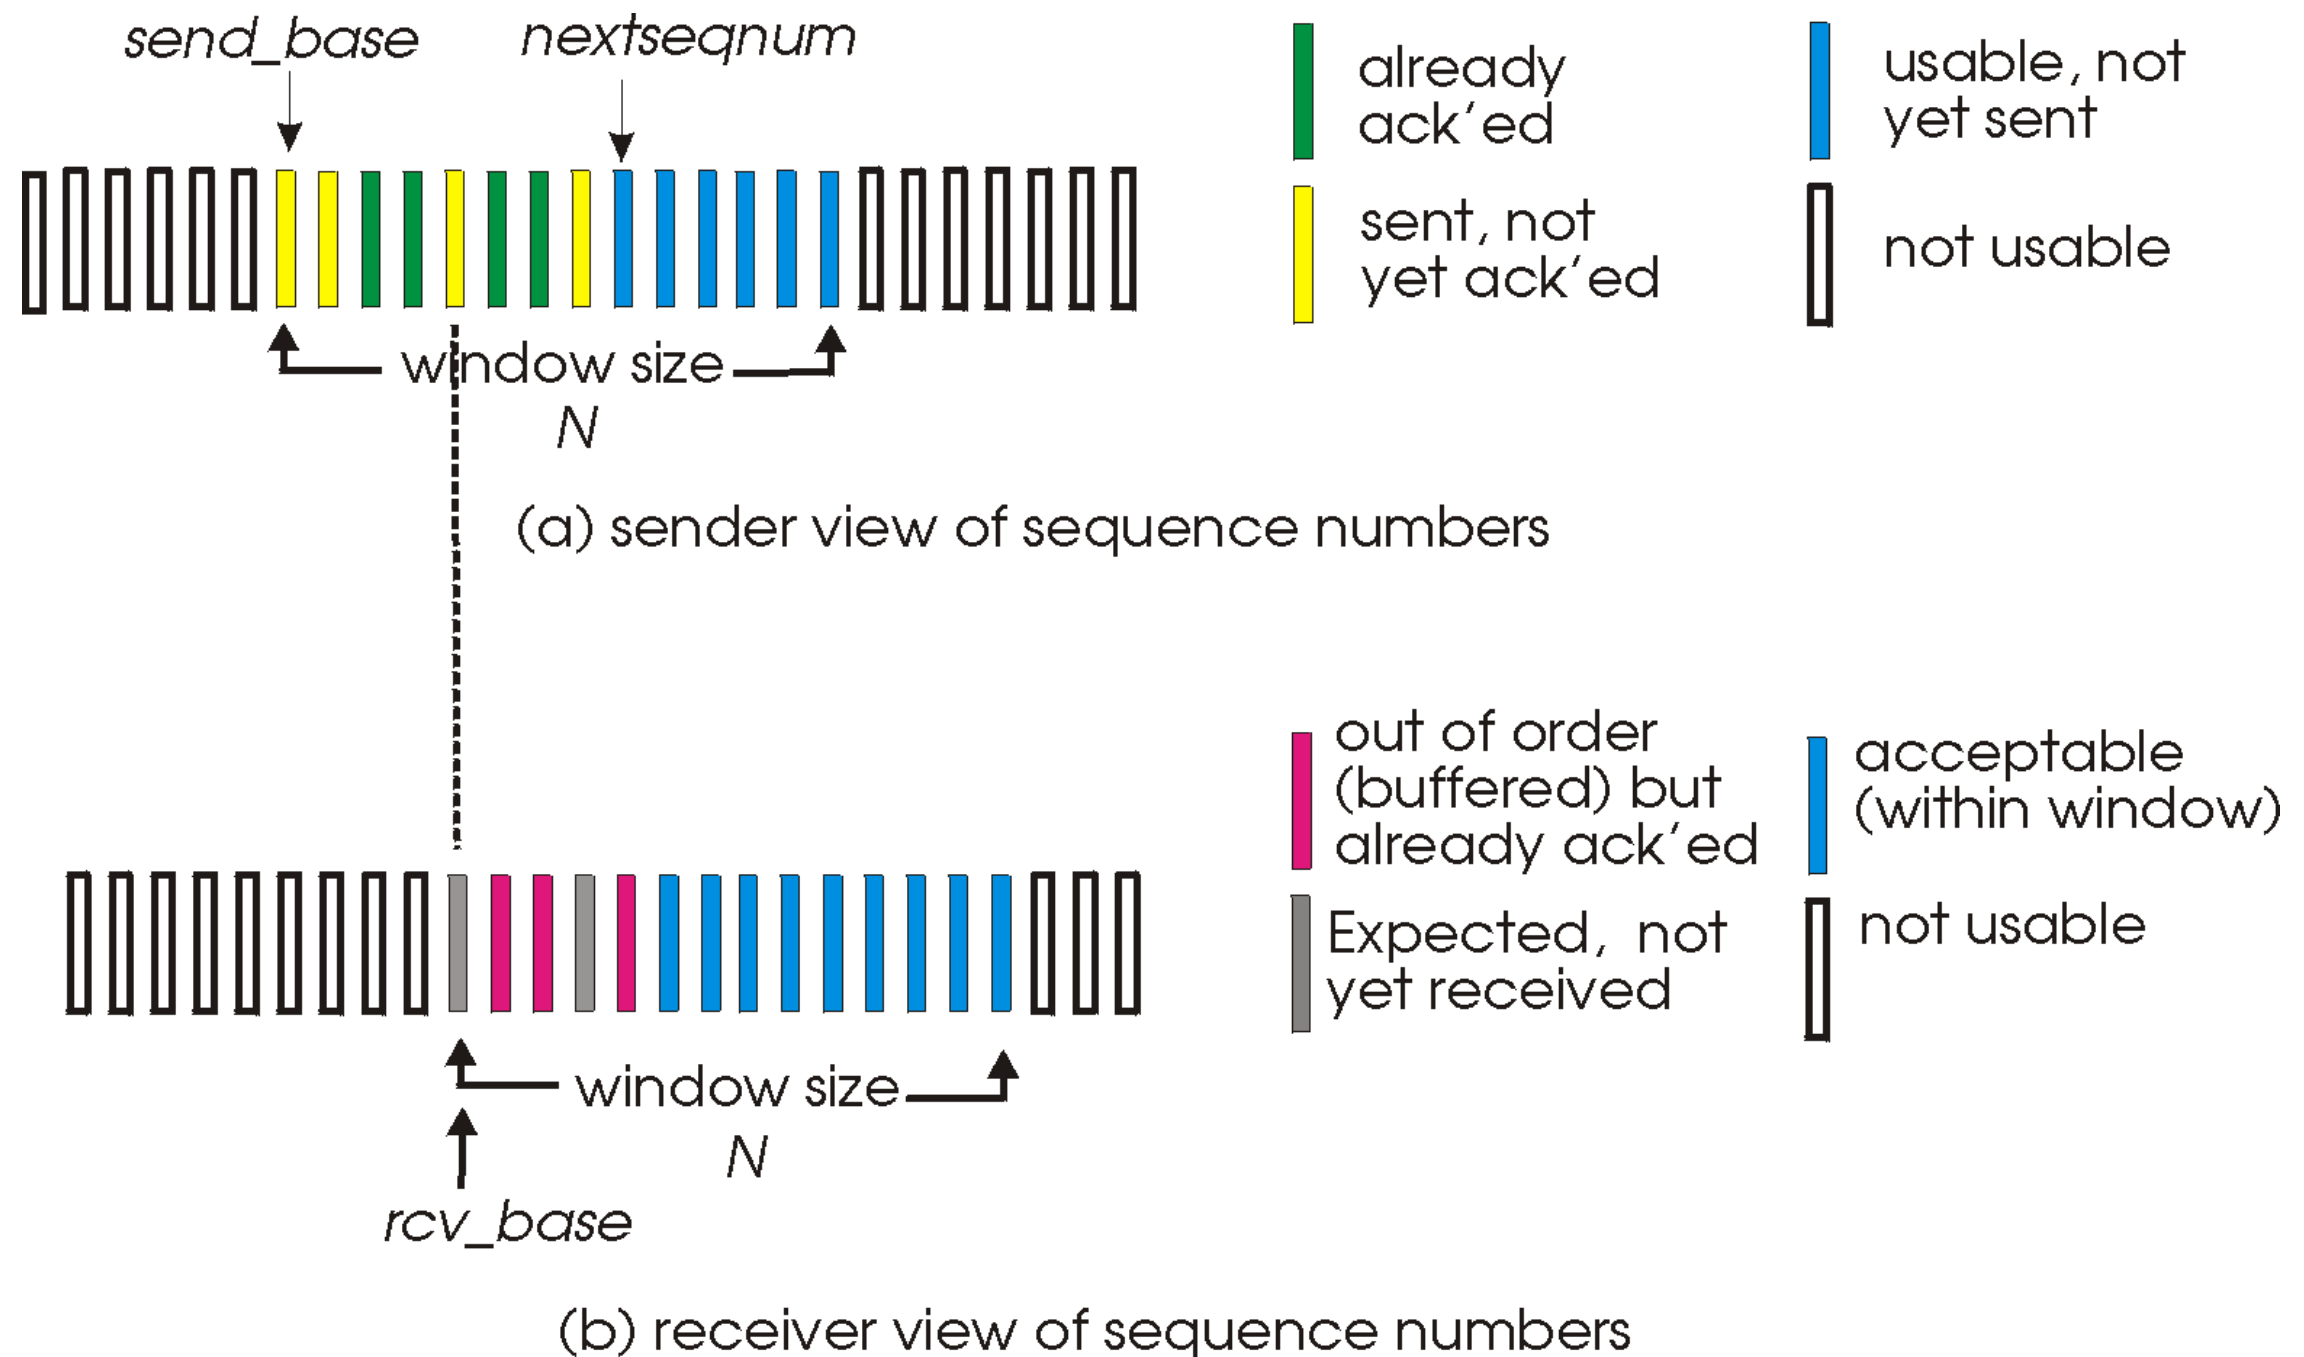 send_base
nextseqnum
already
ack'ed
usable, not
yet sent
sent, not
yet ack'ed
not usable
window size
N
(a) sender view of sequence numbers
out of order
(buffered) but
already ack'ed
acceptable
(within window)
Expected, not
yet received
not usable
window size
N
rcv_base
(b) receiver view of sequence numbers